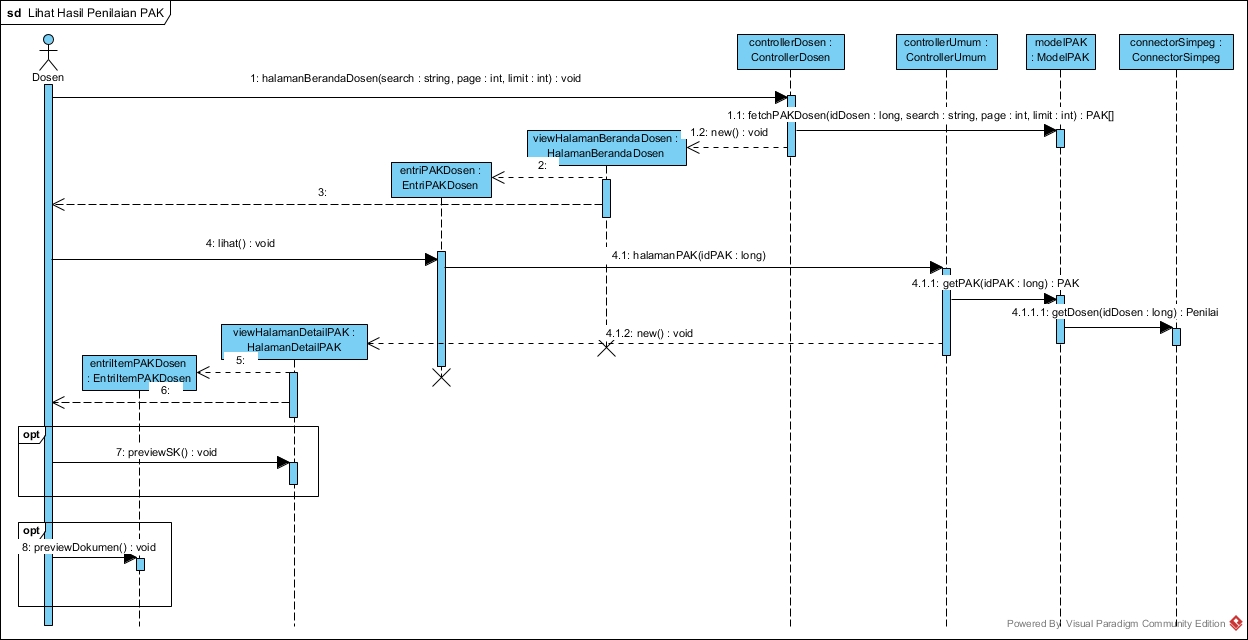 sd Lihat Hasil Penilaian PAK
Dosen
controllerDosen :
ControllerDosen
controllerUmum :
ControllerUmum
modelPAK
: ModelPAK
connectorSimpeg :
ConnectorSimpeg
1: halamanBerandaDosen(search : string, page : int, limit : int) : void
1.1: fetchPAKDosen(idDosen : long, search : string, page : int, limit : int) : PAK[]
1.2: new() : void
viewHalamanBerandaDosen :
HalamanBerandaDosen
2:
entriPAKDosen :
EntriPAKDosen
3:
4: lihat() : void
4.1: halamanPAK(idPAK : long)
4.1.1: getPAK(idPAK : long) : PAK
4.1.1.1: getDosen(idDosen : long) : Penilai
4.1.2: new() : void
viewHalamanDetailPAK :
HalamanDetailPAK
5:
entriItemPAKDosen
: EntriItemPAKDosen
6:
opt
7: previewSK() : void
opt
8: previewDokumen() : void
Powered By Visual Paradigm Community Edition